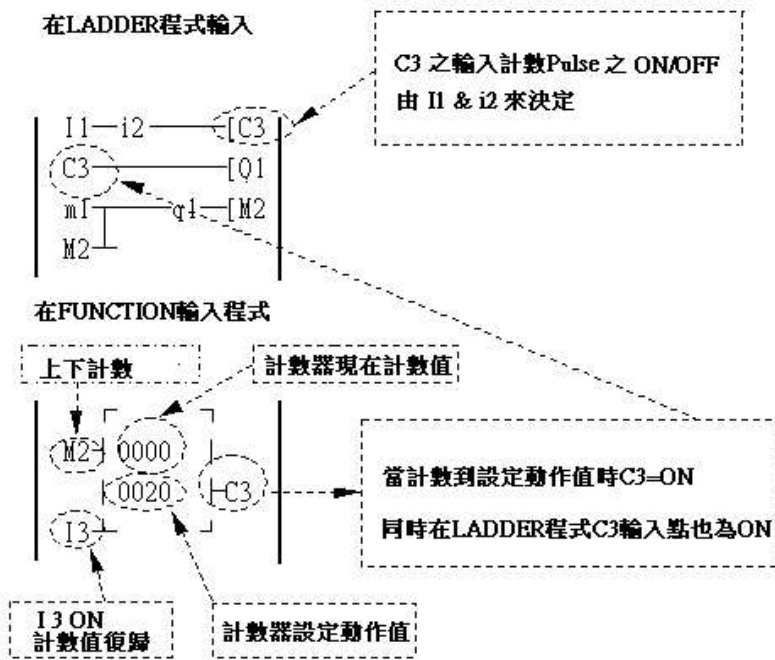 在LADDER程式輸入
C3 之輸入計數Pulse 之 ON/OFF
由 I1 & i2 來決定
I1 i2 [C3
C3 [Q1
m1 q1 [M2
M2
在FUNCTION輸入程式
上下計數
計數器現在計數值
M2 0000
0020 C3
I3
當計數到設定動作值時C3=ON
同時在LADDER程式C3輸入點也為ON
I 3 ON
計數值復歸
計數器設定動作值